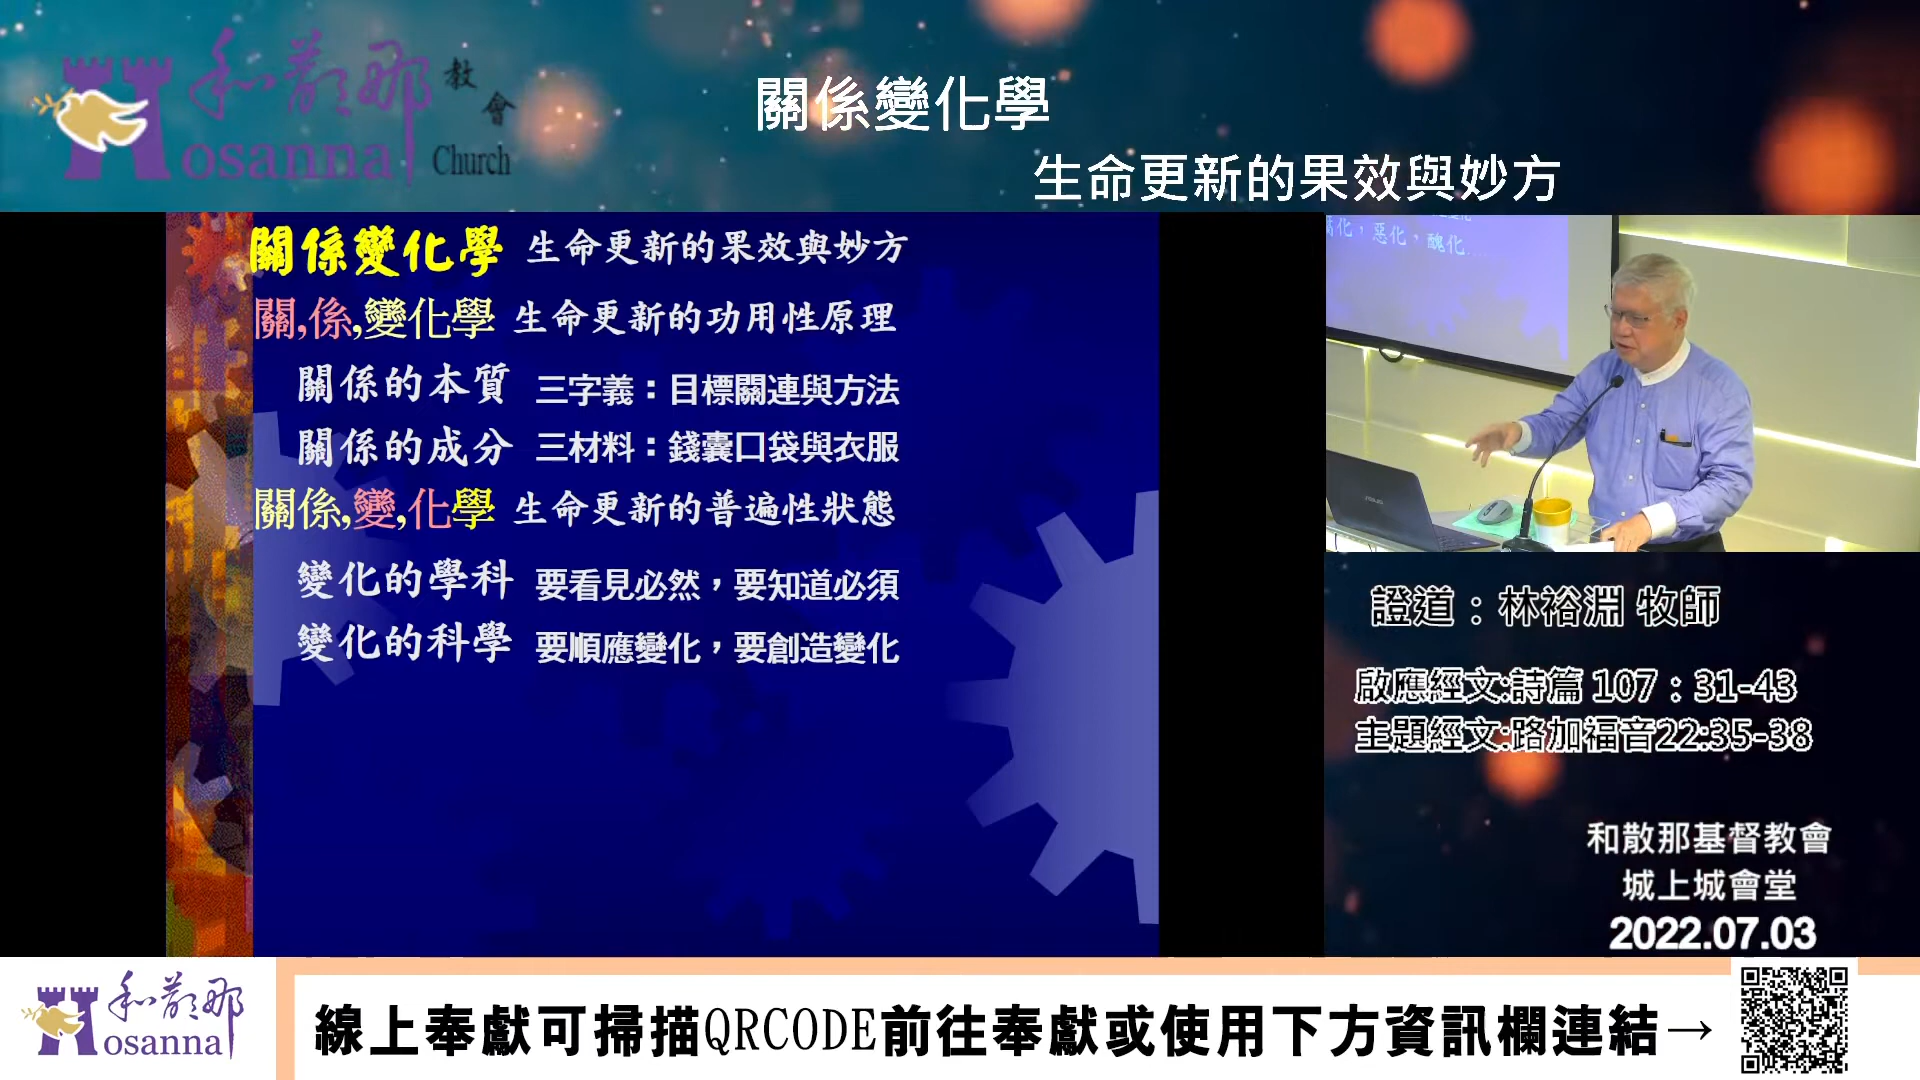 和散那教會
Hosanna Church
關係變化學
生命更新的果效與妙方
關係變化學 生命更新的果效與妙方
關,係,變化學 生命更新的功用性原理
關係的本質 三字義：目標關連與方法
關係的成分 三材料：錢囊口袋與衣服
關係,變,化學 生命更新的普遍性狀態
變化的學科 要看見必然，要知道必須
變化的科學 要順應變化，要創造變化
化，惡化，醜化....
ASUS
證道：林裕淵 牧師
啟應經文:詩篇 107：31-43
主題經文:路加福音22:35-38
和散那基督教會
城上城會堂
2022.07.03
和散那
Hosanna
線上奉獻可掃描QRCODE前往奉獻或使用下方資訊欄連結→